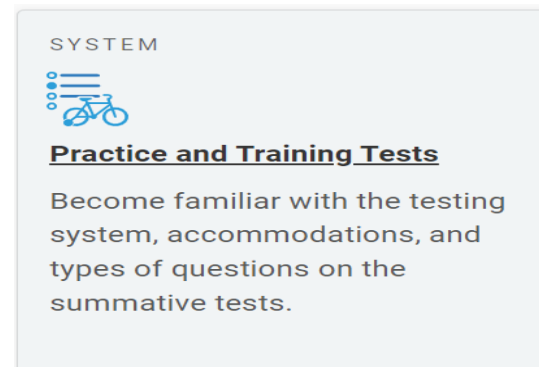 SYSTEM
Practice and Training Tests
Become familiar with the testing
system, accommodations, and
types of questions on the
summative tests.